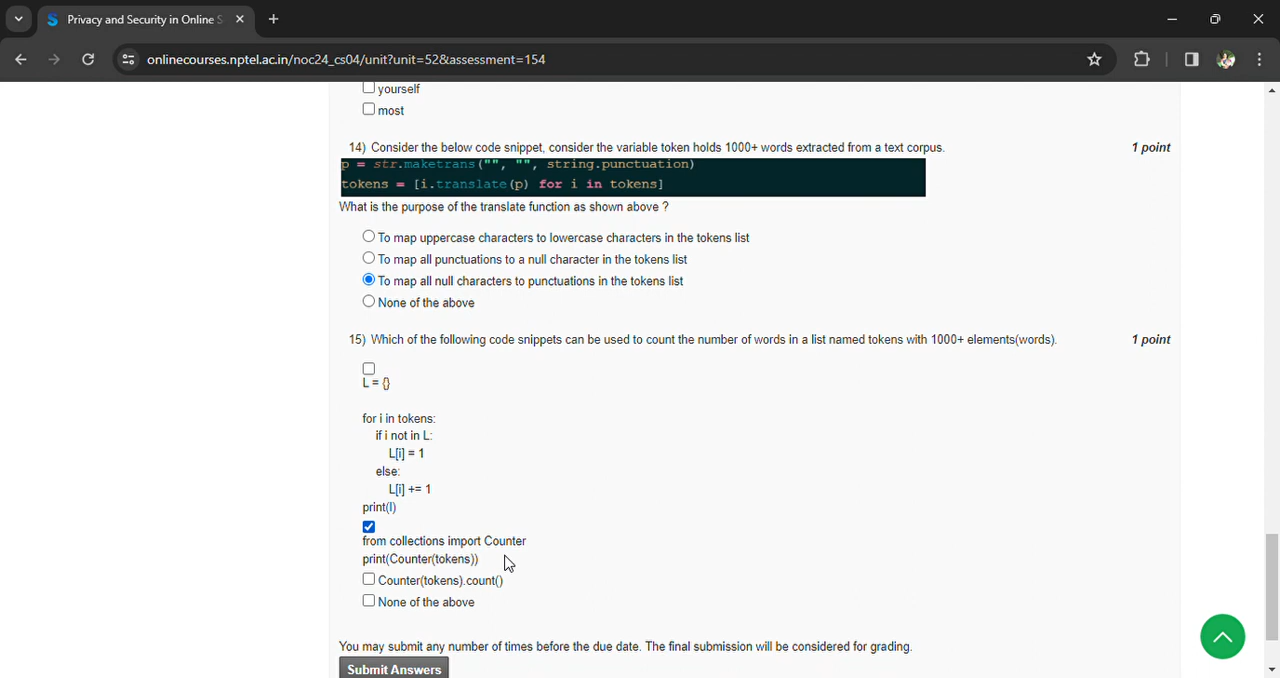 Privacy and Security in Online S
onlinecourses.nptel.ac.in/noc24_cs04/unit?unit=52&assessment=154
yourself
most
14) Consider the below code snippet, consider the variable token holds 1000+ words extracted from a text corpus. 1 point
p = str.maketrans("", "", string.punctuation)
tokens = [i.translate(p) for i in tokens]
What is the purpose of the translate function as shown above ?
To map uppercase characters to lowercase characters in the tokens list
To map all punctuations to a null character in the tokens list
To map all null characters to punctuations in the tokens list
None of the above
15) Which of the following code snippets can be used to count the number of words in a list named tokens with 1000+ elements(words). 1 point
L = {}
for i in tokens:
if i not in L:
L[i] = 1
else:
L[i] += 1
print(l)
from collections import Counter
print(Counter(tokens))
Counter(tokens).count()
None of the above
You may submit any number of times before the due date. The final submission will be considered for grading.
Submit Answers